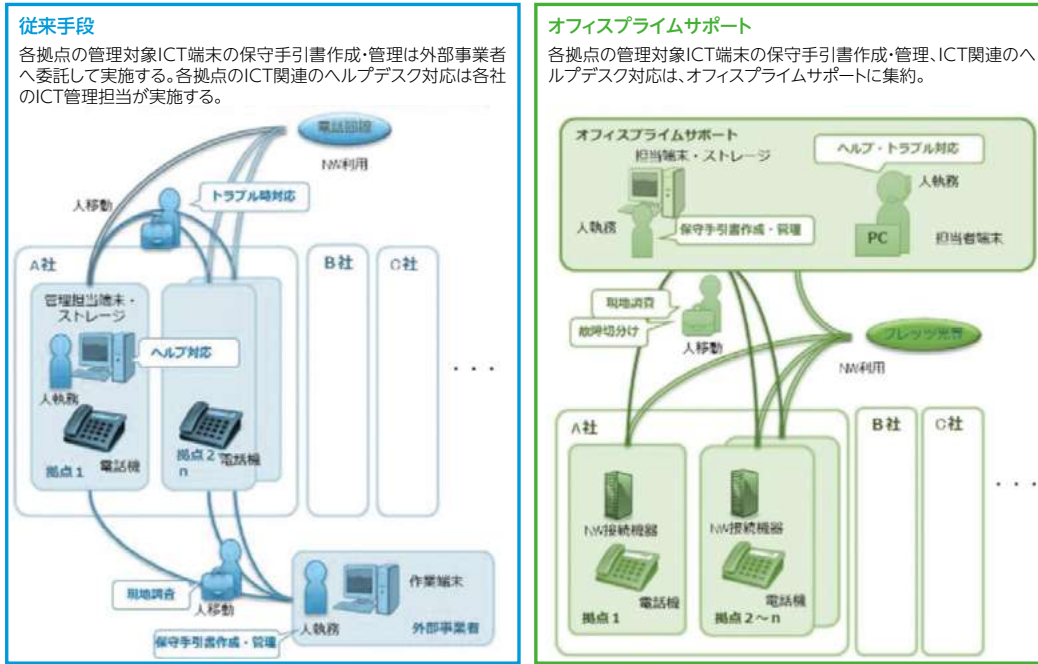 従来手段
各拠点の管理対象ICT端末の保守手引書作成・管理は外部事業者
へ委託して実施する。各拠点のICT関連のヘルプデスク対応は各社
のICT管理担当が実施する。
電話回線
NW利用
トラブル時対応
人移動
A社
B社
C社
管理担当端末・
ストレージ
ヘルプ対応
人執務
・・・
電話機
拠点1
拠点2~
n
電話機
現地調査
人移動
作業端末
保守手引書作成・管理
人執務
外部事業者
オフィスプライムサポート
各拠点の管理対象ICT端末の保守手引書作成・管理、ICT関連のヘ
ルプデスク対応は、オフィスプライムサポートに集約。
オフィスプライムサポート
担当端末・ストレージ
ヘルプ・トラブル対応
人執務
人執務
保守手引書作成・管理
PC
担当者端末
現地調査
故障切分け
人移動
フレッツ光等
NW利用
A社
B社
C社
・・・
NW接続機器
NW接続機器
電話機
電話機
拠点1
拠点2~n